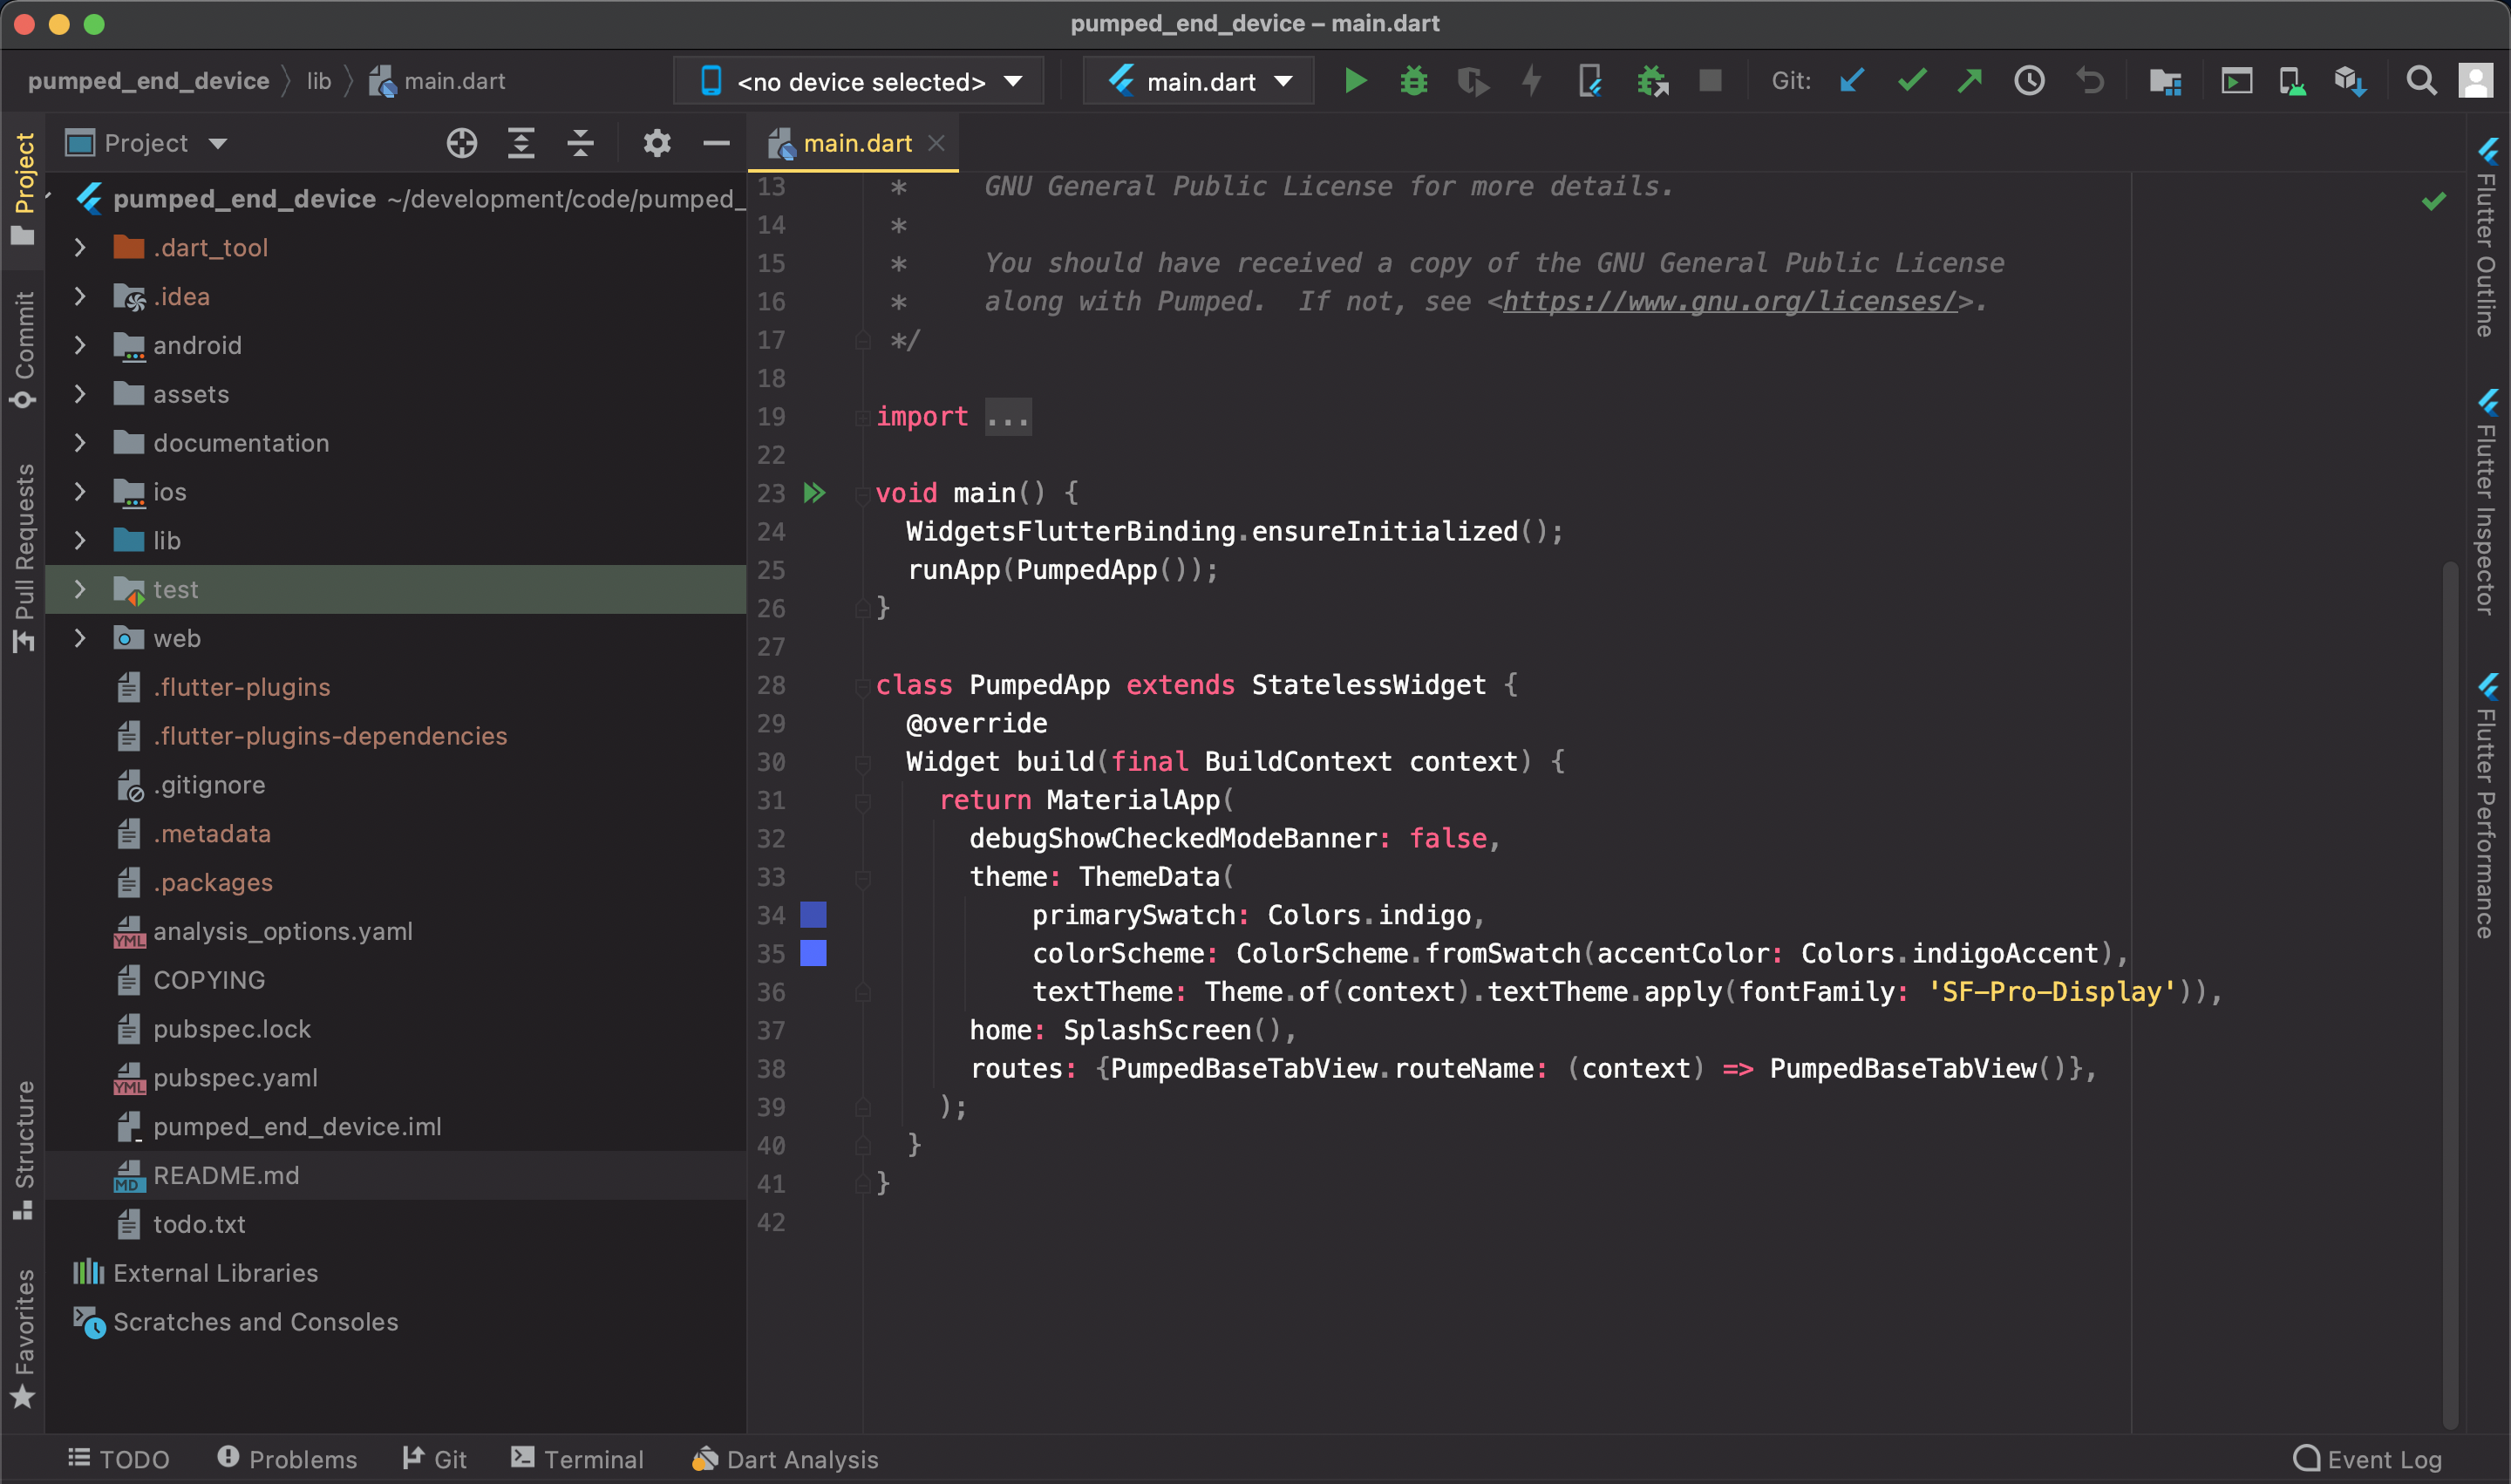 pumped_end_device – main.dart
pumped_end_device lib main.dart
<no device selected>
main.dart
Git:
Project
Project
Commit
Pull Requests
Structure
Favorites
pumped_end_device ~/development/code/pumped_
.dart_tool
.idea
android
assets
documentation
ios
lib
test
web
.flutter-plugins
.flutter-plugins-dependencies
.gitignore
.metadata
.packages
YML analysis_options.yaml
COPYING
pubspec.lock
YML pubspec.yaml
pumped_end_device.iml
MD README.md
todo.txt
External Libraries
Scratches and Consoles
main.dart
13 * GNU General Public License for more details.
14 *
15 * You should have received a copy of the GNU General Public License
16 * along with Pumped.  If not, see <https://www.gnu.org/licenses/>.
17 */
18
19 import ...
22
23 void main() {
24 WidgetsFlutterBinding.ensureInitialized();
25 runApp(PumpedApp());
26 }
27
28 class PumpedApp extends StatelessWidget {
29 @override
30 Widget build(final BuildContext context) {
31 return MaterialApp(
32 debugShowCheckedModeBanner: false,
33 theme: ThemeData(
34 primarySwatch: Colors.indigo,
35 colorScheme: ColorScheme.fromSwatch(accentColor: Colors.indigoAccent),
36 textTheme: Theme.of(context).textTheme.apply(fontFamily: 'SF-Pro-Display')),
37 home: SplashScreen(),
38 routes: {PumpedBaseTabView.routeName: (context) => PumpedBaseTabView()},
39 );
40 }
41 }
42
Flutter Outline
Flutter Inspector
Flutter Performance
TODO
Problems
Git
Terminal
Dart Analysis
Event Log